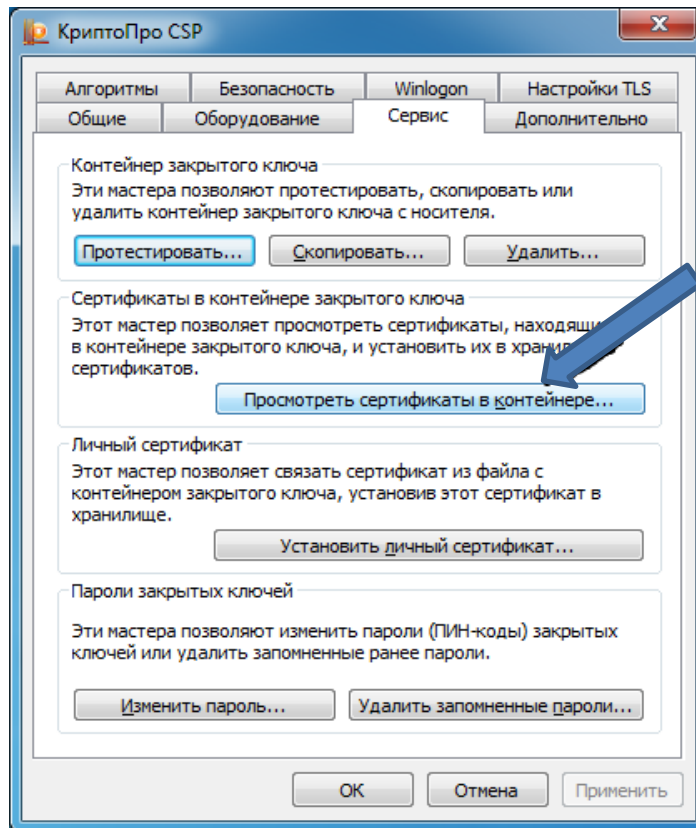 КриптоПро CSP
Алгоритмы Безопасность Winlogon Настройки TLS
Общие Оборудование Сервис Дополнительно
Контейнер закрытого ключа
Эти мастера позволяют протестировать, скопировать или
удалить контейнер закрытого ключа с носителя.
Протестировать... Скопировать... Удалить...
Сертификаты в контейнере закрытого ключа
Этот мастер позволяет просмотреть сертификаты,
в контейнере закрытого ключа, и установить их в
сертификатов.
Просмотреть сертификаты в контейнере...
Личный сертификат
Этот мастер позволяет связать сертификат из файла с
контейнером закрытого ключа, установив этот сертификат в
хранилище.
Установить личный сертификат...
Пароли закрытых ключей
Эти мастера позволяют изменить пароли (ПИН-коды) закрытых
ключей или удалить запомненные ранее пароли.
Изменить пароль... Удалить запомненные пароли...
ОК Отмена Применить